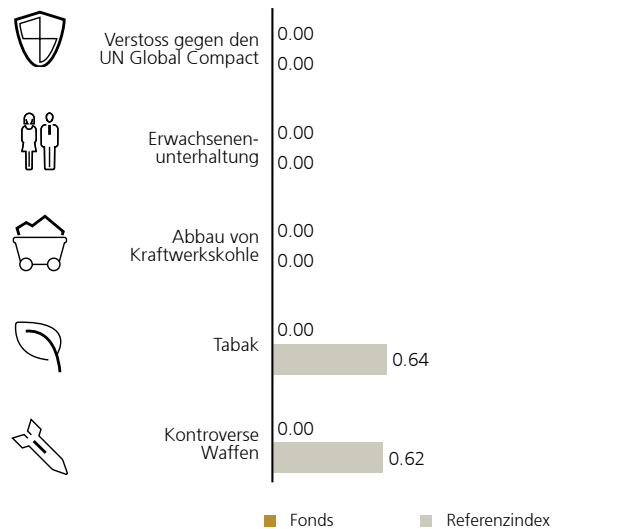 Verstoss gegen den
UN Global Compact
0.00
0.00
Erwachsenen-
unterhaltung
0.00
0.00
Abbau von
Kraftwerkskohle
0.00
0.00
Tabak
0.00
0.64
Kontroverse
Waffen
0.00
0.62
Fonds
Referenzindex